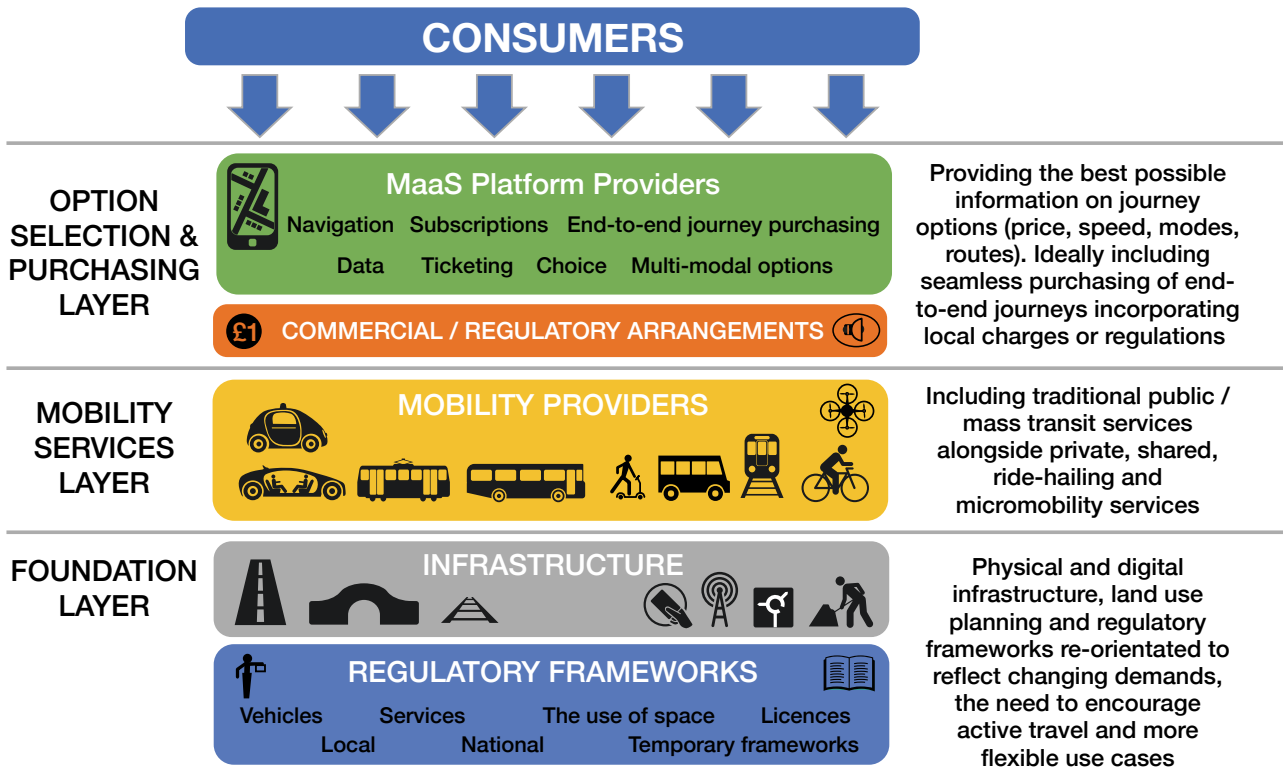 CONSUMERS
OPTION
SELECTION &
PURCHASING
LAYER
MaaS Platform Providers
Navigation Subscriptions End-to-end journey purchasing
Data Ticketing Choice Multi-modal options
£1 COMMERCIAL / REGULATORY ARRANGEMENTS
Providing the best possible
information on journey
options (price, speed, modes,
routes). Ideally including
seamless purchasing of end-
to-end journeys incorporating
local charges or regulations
MOBILITY
SERVICES
LAYER
MOBILITY PROVIDERS
Including traditional public /
mass transit services
alongside private, shared,
ride-hailing and
micromobility services
FOUNDATION
LAYER
INFRASTRUCTURE
REGULATORY FRAMEWORKS
Vehicles Services The use of space Licences
Local National Temporary frameworks
Physical and digital
infrastructure, land use
planning and regulatory
frameworks re-orientated to
reflect changing demands,
the need to encourage
active travel and more
flexible use cases